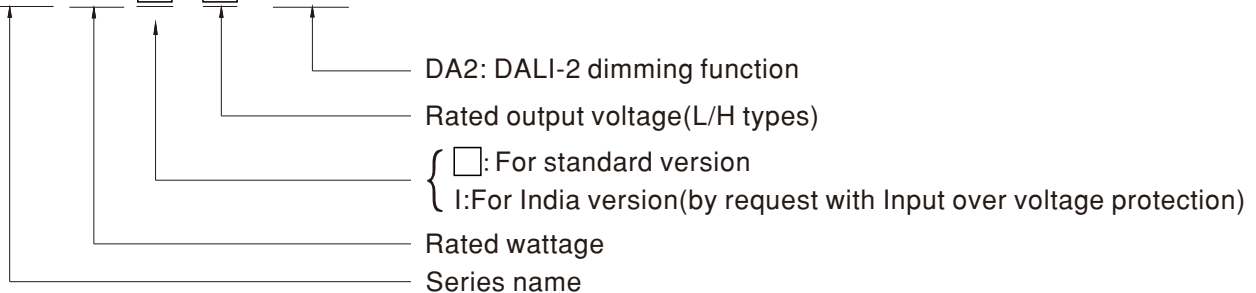 DA2: DALI-2 dimming function
Rated output voltage(L/H types)
□: For standard version
I:For India version(by request with Input over voltage protection)
Rated wattage
Series name